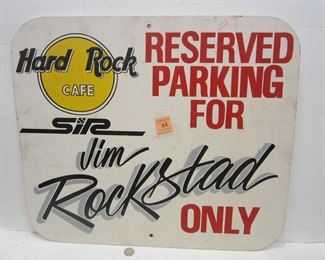 Hard Rock
CAFE
SIR
RESERVED
PARKING
FOR
Jim
Rockstad
ONLY